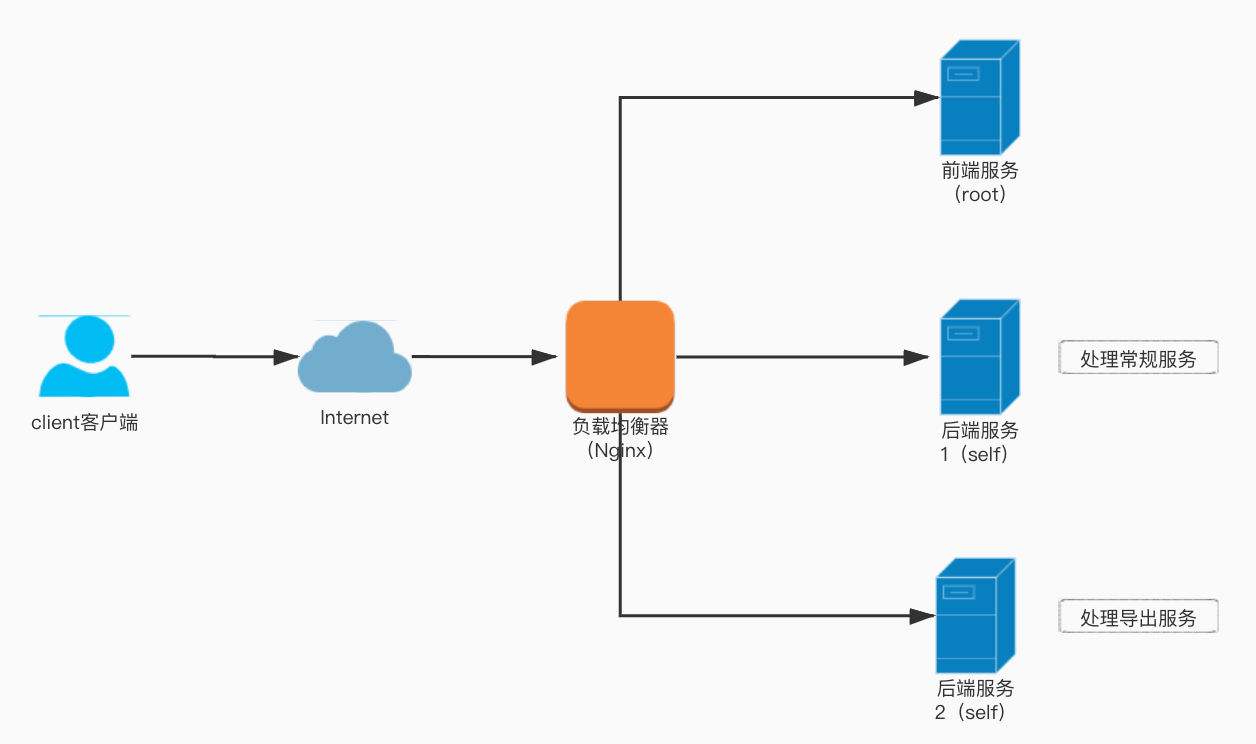 前端服务
（root）
client客户端
Internet
负载均衡器
（Nginx）
后端服务
1（self）
处理常规服务
后端服务
2（self）
处理导出服务